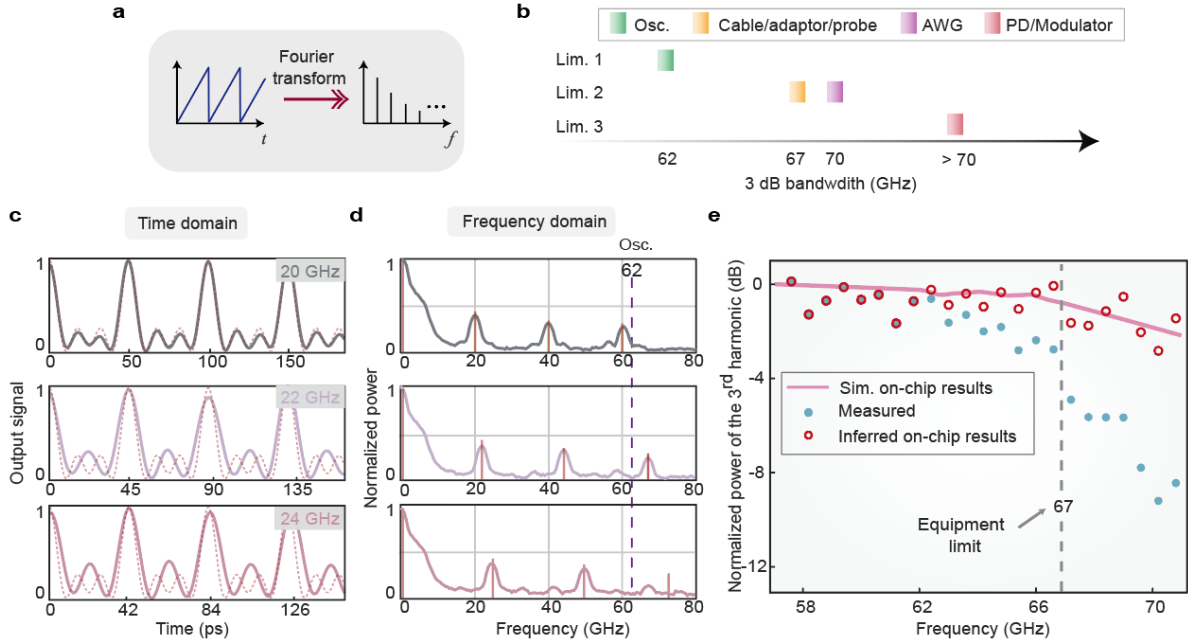 a
Fourier
transform
t
f
b
Osc.
Cable/adaptor/probe
AWG
PD/Modulator
Lim. 1
Lim. 2
Lim. 3
62
67
70
> 70
3 dB bandwdith (GHz)
c
Time domain
Output signal
1
20 GHz
0
0
50
100
150
1
22 GHz
0
0
45
90
135
1
24 GHz
0
0
42
84
126
Time (ps)
d
Frequency domain
Osc.
62
Normalized power
1
0
0
20
40
60
80
1
0
0
20
40
60
80
1
0
0
20
40
60
80
Frequency (GHz)
e
Normalized power of the 3rd harmonic (dB)
0
-4
-8
-12
Sim. on-chip results
Measured
Inferred on-chip results
67
Equipment
limit
58
62
66
70
Frequency (GHz)